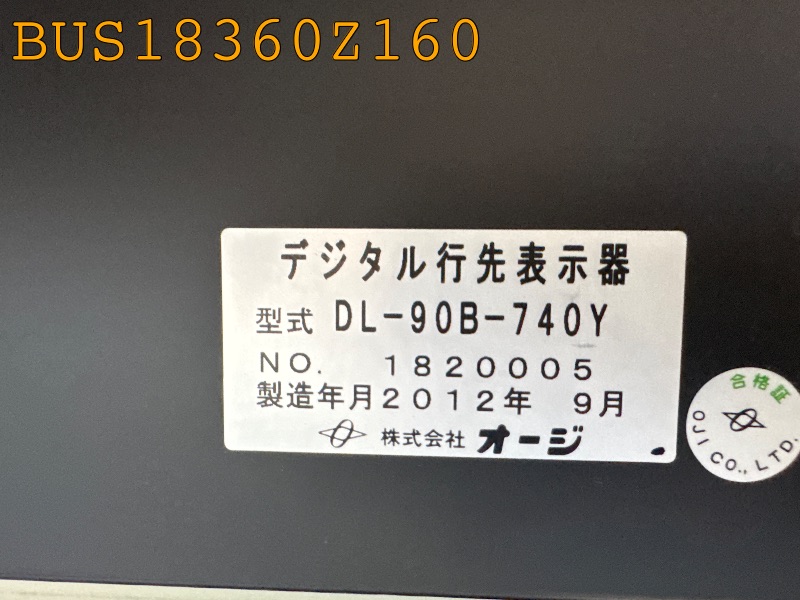 BUS18360Z160
デジタル行先表示器
型式 DL-90B-740Y
NO. 1820005
製造年月2012年 9月
株式会社 オージ
合格証
OJI CO., LTD.